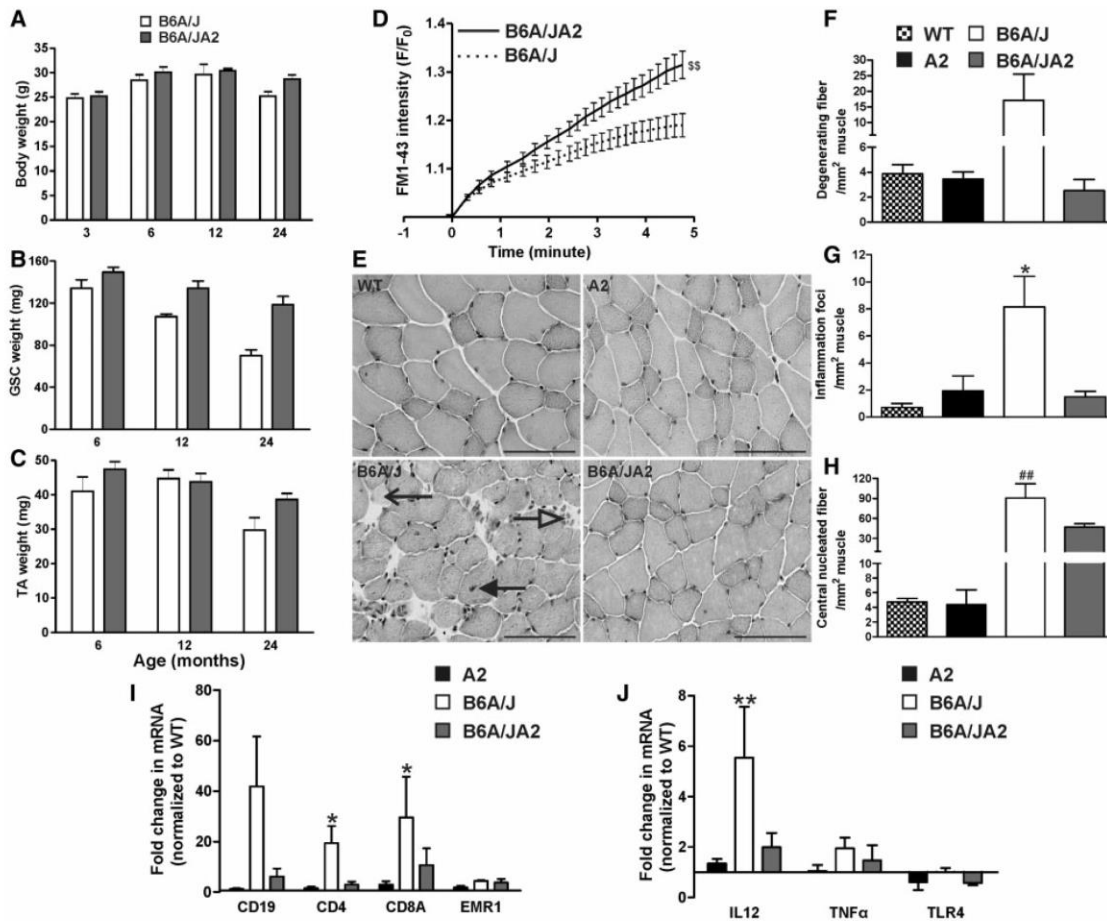 A
B6A/J
B6A/JA2
Body weight (g)
35
30
25
20
15
10
5
0
3 6 12 24
B
GSC weight (mg)
160
120
80
40
0
6 12 24
C
TA weight (mg)
50
40
30
20
10
0
6 12 24
Age (months)
D
B6A/JA2
B6A/J
FM1-43 intensity (F/F0)
1.4
1.3
1.2
1.1
$$
-1 0 1 2 3 4 5
Time (minute)
E
WT
A2
B6A/J
B6A/JA2
F
WT
B6A/J
A2
B6A/JA2
Degenerating fiber
/mm² muscle
30
25
20
15
10
5
4
2
0
G
Inflammation foci
/mm² muscle
12
10
8
6
4
2
0
*
H
Central nucleated fiber
/mm² muscle
120
90
60
30
8
6
4
2
0
##
I
A2
B6A/J
B6A/JA2
Fold change in mRNA
(normalized to WT)
80
60
40
20
0
*
*
CD19 CD4 CD8A EMR1
J
A2
B6A/J
B6A/JA2
Fold change in mRNA
(normalized to WT)
8
6
4
2
0
**
IL12 TNFα TLR4